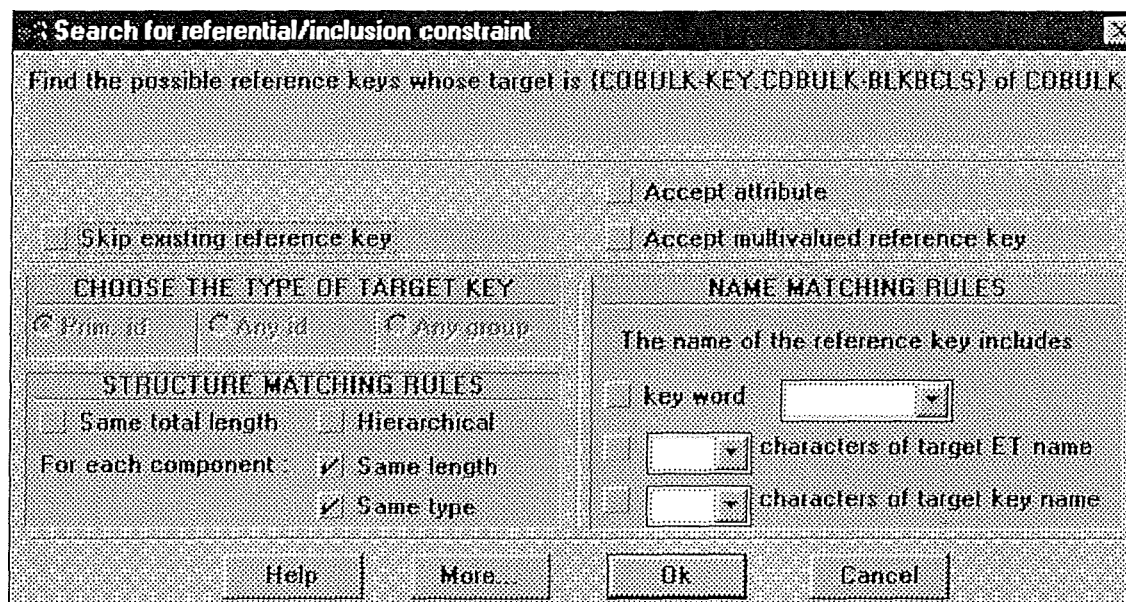 Search for referential/inclusion constraint
Find the possible reference keys whose target is {COBULK-KEY.COBULK-BLKBCLS} of COBULK
Accept attribute
Skip existing reference key
Accept multivalued reference key
CHOOSE THE TYPE OF TARGET KEY
Prim. id
Any id
Any group
STRUCTURE MATCHING RULES
Same total length
Hierarchical
For each component :
Same length
Same type
NAME MATCHING RULES
The name of the reference key includes
key word
characters of target ET name
characters of target key name
Help
More...
Ok
Cancel